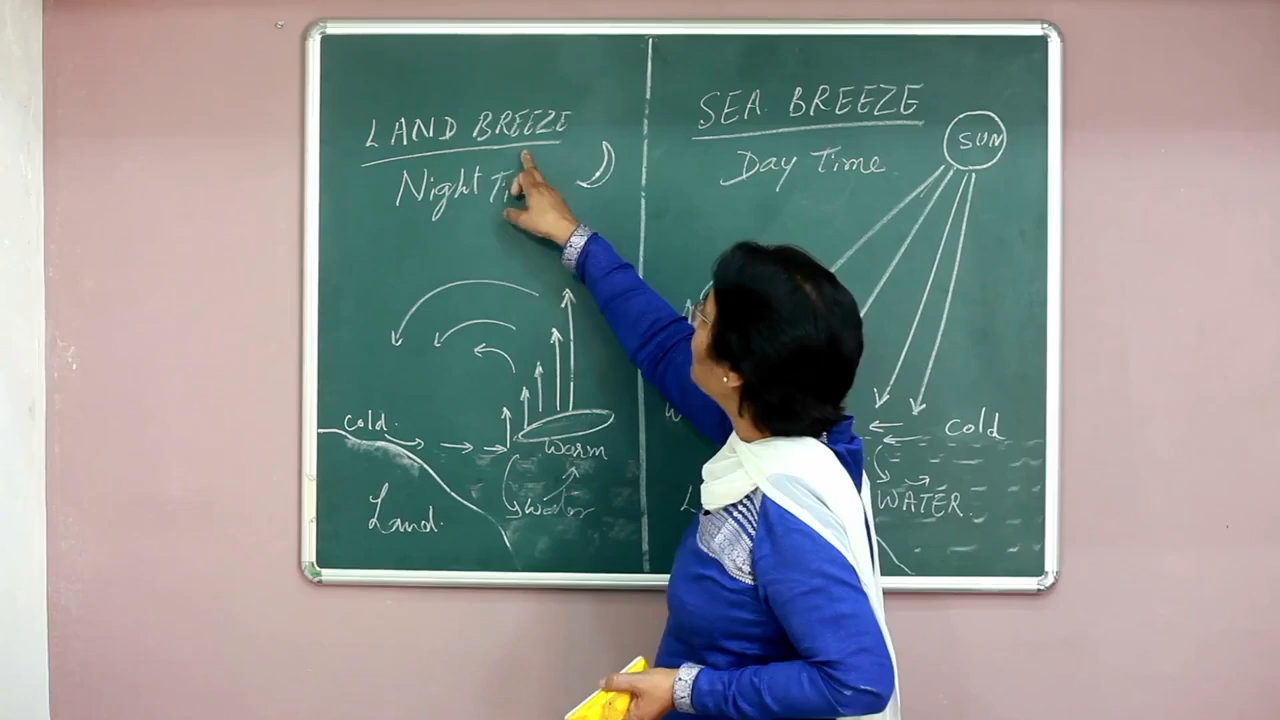 LAND BREEZE
Night Ti
cold.
warm
water
Land.
SEA BREEZE
Day Time
SUN
cold
WATER.